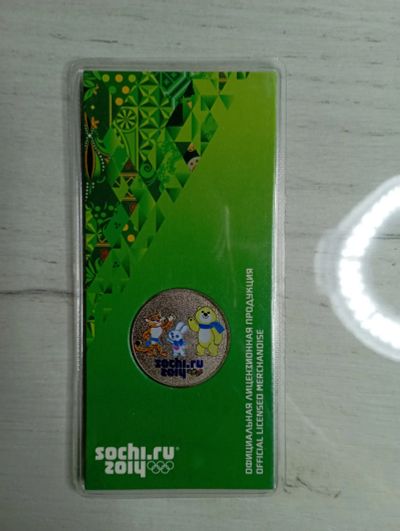 sochi.ru
2014
sochi.ru
2014
ОФИЦИАЛЬНАЯ ЛИЦЕНЗИОННАЯ ПРОДУКЦИЯ
OFFICIAL LICENSED MERCHANDISE